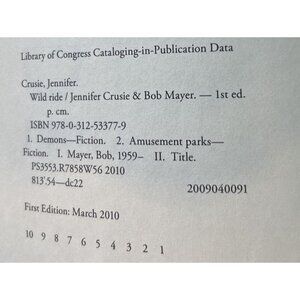 Library of Congress Cataloging-in-Publication Data
Crusie, Jennifer.
Wild ride / Jennifer Crusie & Bob Mayer. — 1st ed.
p. cm.
ISBN 978-0-312-53377-9
1. Demons—Fiction. 2. Amusement parks—
Fiction. I. Mayer, Bob, 1959– II. Title.
PS3553.R7858W56 2010
813'.54—dc22 2009040091
First Edition: March 2010
10 9 8 7 6 5 4 3 2 1